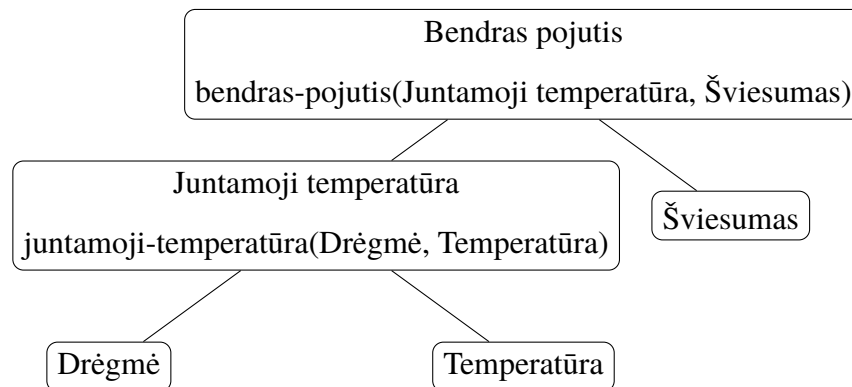 Bendras pojutis
bendras-pojutis(Juntamoji temperatūra, Šviesumas)
Juntamoji temperatūra
juntamoji-temperatūra(Drėgmė, Temperatūra)
Šviesumas
Drėgmė
Temperatūra